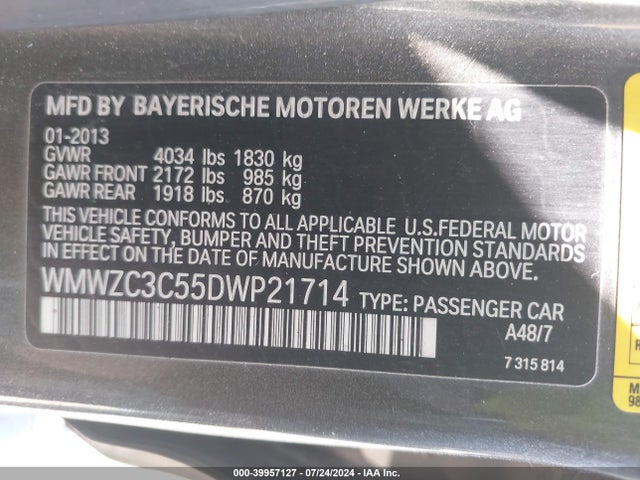 MFD BY BAYERISCHE MOTOREN WERKE AG
01-2013
GVWR 4034 lbs 1830 kg
GAWR FRONT 2172 lbs 985 kg
GAWR REAR 1918 lbs 870 kg
THIS VEHICLE CONFORMS TO ALL APPLICABLE U.S.FEDERAL MOTOR
VEHICLE SAFETY, BUMPER AND THEFT PREVENTION STANDARDS
IN EFFECT ON THE DATE OF MANUFACTURE SHOWN ABOVE.
WMWZC3C55DWP21714 TYPE: PASSENGER CAR
A48/7
7 315 814
R
M
98
000-39957127 - 07/24/2024 - IAA Inc.